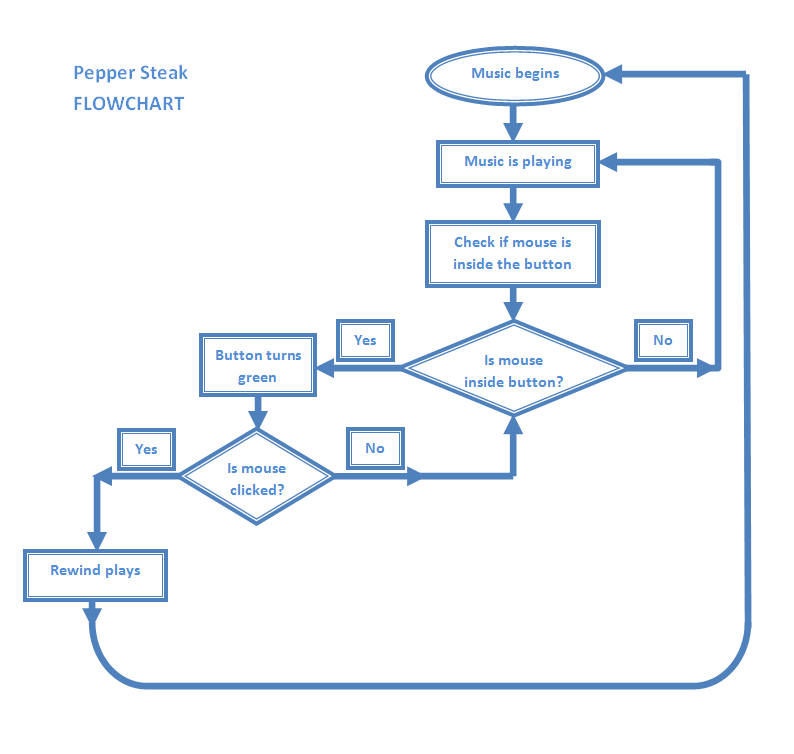 Pepper Steak
FLOWCHART
Music begins
Music is playing
Check if mouse is
inside the button
Is mouse
inside button?
Yes
No
Button turns
green
Is mouse
clicked?
Yes
No
Rewind plays